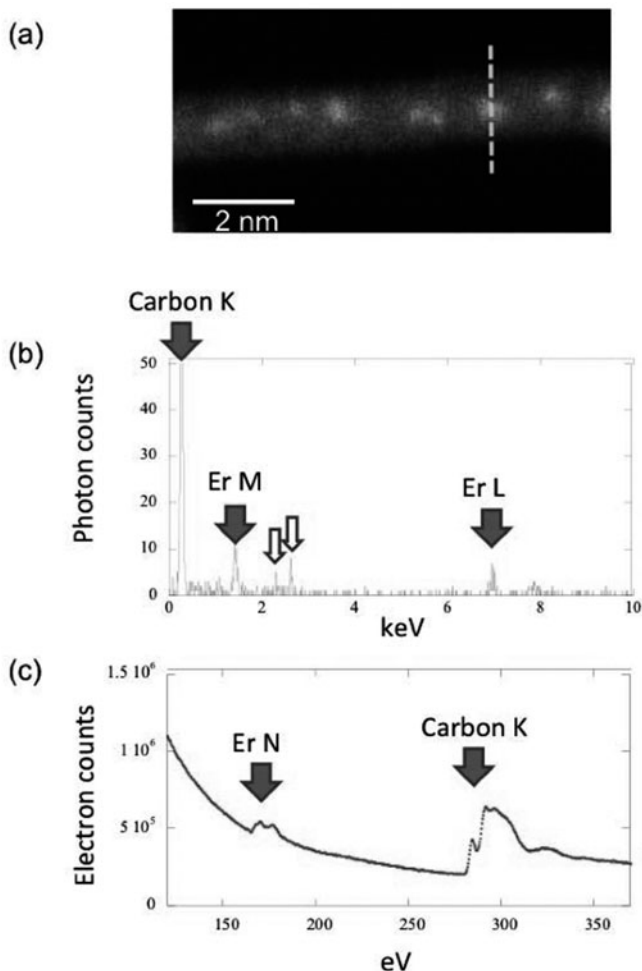 (a)
2 nm
Carbon K
(b)
50
40
30
20
10
0
Photon counts
Er M
Er L
0 2 4 6 8 10
keV
(c)
1.5 10⁶
1 10⁶
5 10⁵
0
Electron counts
Er N
Carbon K
150 200 250 300 350
eV